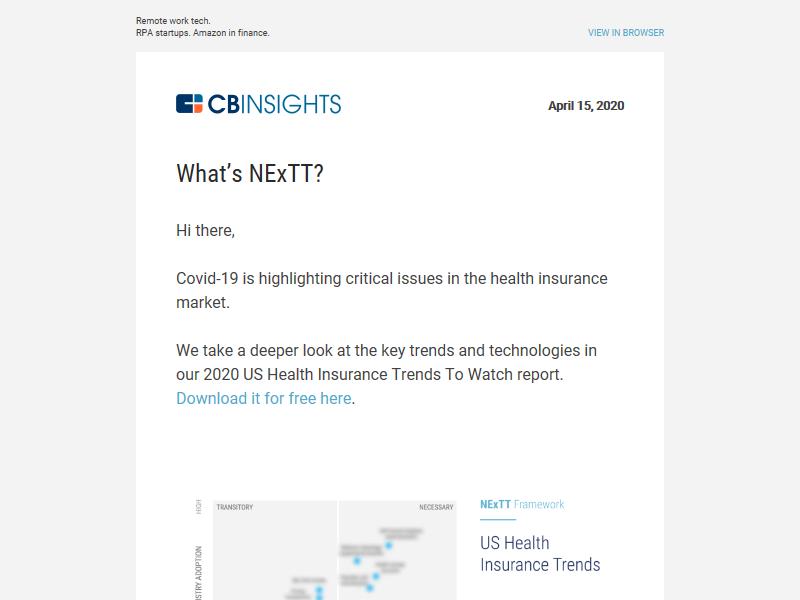 Remote work tech.
RPA startups. Amazon in finance.
VIEW IN BROWSER
CBINSIGHTS
April 15, 2020
What's NExTT?
Hi there,
Covid-19 is highlighting critical issues in the health insurance
market.
We take a deeper look at the key trends and technologies in
our 2020 US Health Insurance Trends To Watch report.
Download it for free here.
HIGH
TRANSITORY
NECESSARY
NExTT Framework
US Health
Insurance Trends
ADOPTION